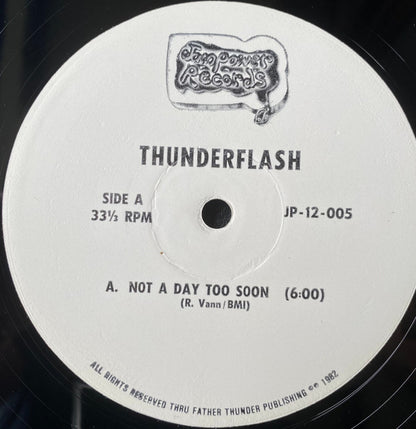 Jampower
Records
THUNDERFLASH
SIDE A
33⅓ RPM
JP-12-005
A. NOT A DAY TOO SOON (6:00)
(R. Vann/BMI)
ALL RIGHTS RESERVED THRU FATHER THUNDER PUBLISHING ©℗ 1982